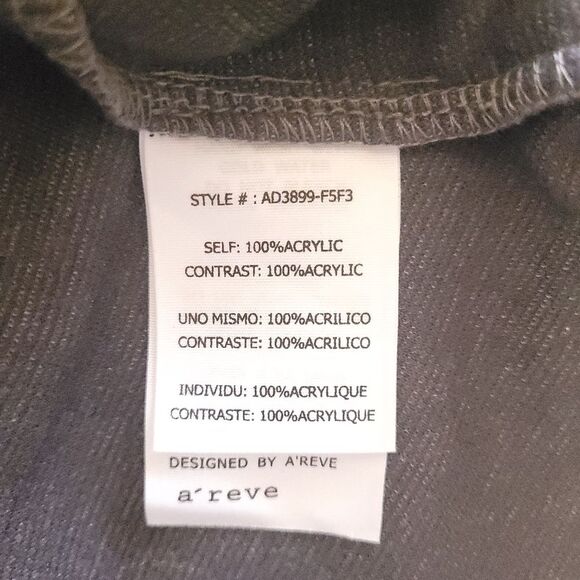 STYLE # : AD3899-F5F3
SELF: 100%ACRYLIC
CONTRAST: 100%ACRYLIC
UNO MISMO: 100%ACRILICO
CONTRASTE: 100%ACRILICO
INDIVIDU: 100%ACRYLIQUE
CONTRASTE: 100%ACRYLIQUE
DESIGNED BY A'REVE
a´reve